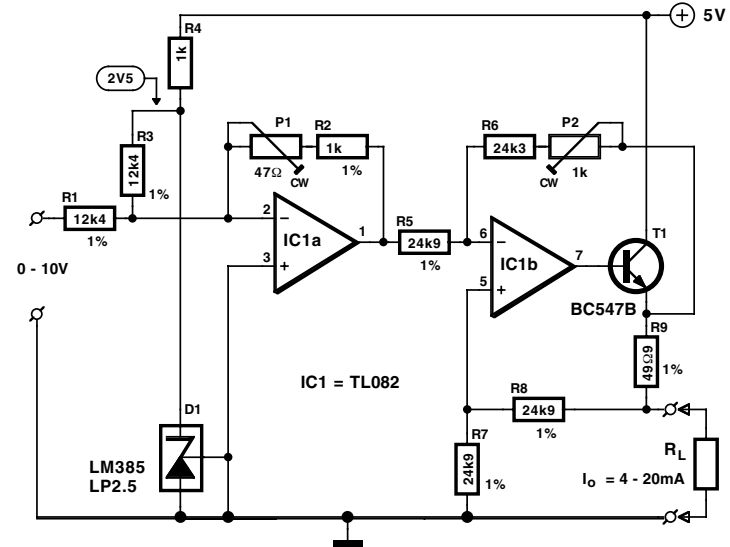 R4
1k
5V
2V5
P1
R2
1k
47Ω
CW
1%
R6
24k3
P2
1k
CW
R3
12k4
1%
R1
12k4
1%
2
1
3
IC1a
R5
24k9
1%
6
7
5
IC1b
T1
BC547B
0 - 10V
R9
49Ω9
1%
IC1 = TL082
R8
24k9
1%
D1
LM385
LP2.5
R7
24k9
1%
RL
Io = 4 - 20mA